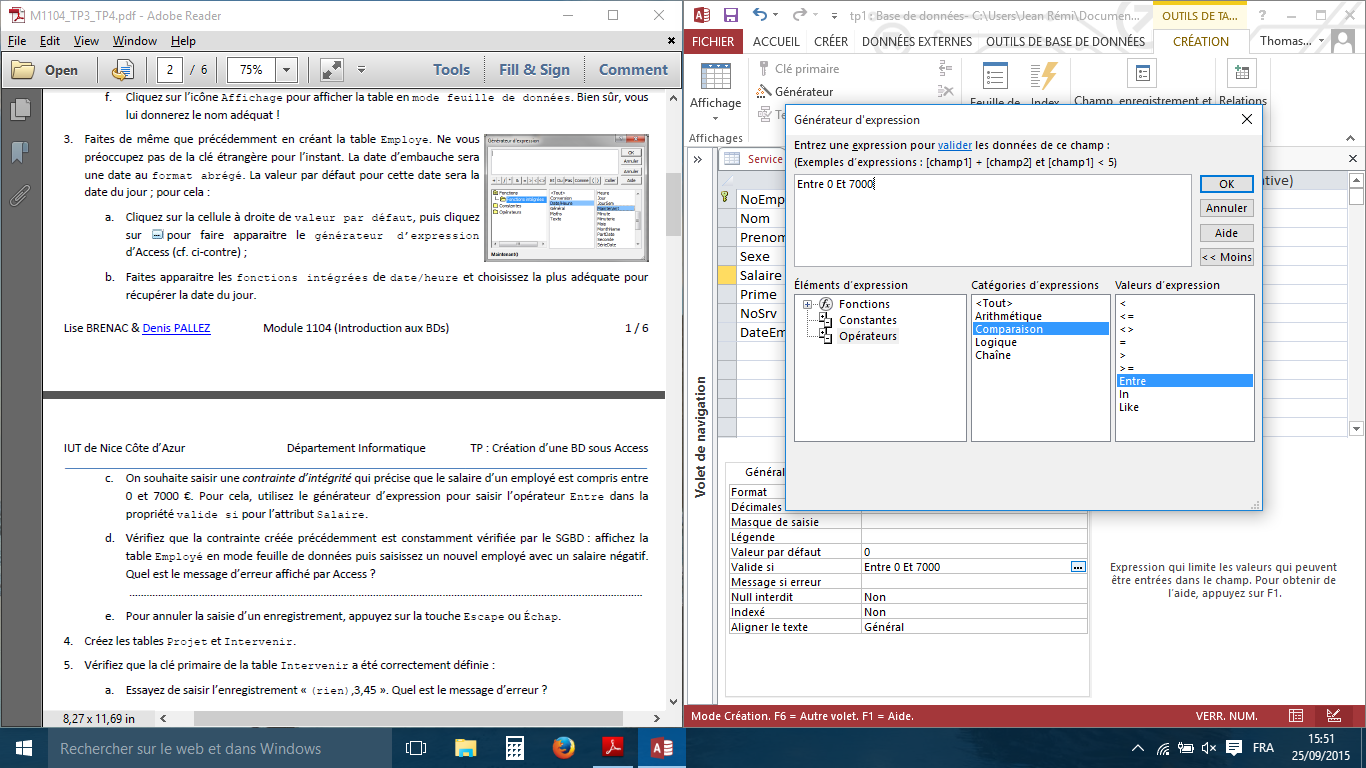 M1104_TP3_TP4.pdf - Adobe Reader
File Edit View Window Help
Open 2 / 6 75% Tools Fill & Sign Comment
f. Cliquez sur l'icône Affichage pour afficher la table en mode feuille de données. Bien sûr, vous
lui donnerez le nom adéquat !
3. Faites de même que précédemment en créant la table Employe. Ne vous
préoccupez pas de la clé étrangère pour l'instant. La date d'embauche sera
une date au format abrégé. La valeur par défaut pour cette date sera la
date du jour ; pour cela :
a. Cliquez sur la cellule à droite de valeur par défaut, puis cliquez
sur ... pour faire apparaitre le générateur d'expression
d'Access (cf. ci-contre) ;
b. Faites apparaitre les fonctions intégrées de date/heure et choisissez la plus adéquate pour
récupérer la date du jour.
Lise BRENAC & Denis PALLEZ Module 1104 (Introduction aux BDs) 1 / 6
IUT de Nice Côte d'Azur Département Informatique TP : Création d'une BD sous Access
c. On souhaite saisir une contrainte d'intégrité qui précise que le salaire d'un employé est compris entre
0 et 7000 €. Pour cela, utilisez le générateur d'expression pour saisir l'opérateur Entre dans la
propriété valide si pour l'attribut Salaire.
d. Vérifiez que la contrainte créée précédemment est constamment vérifiée par le SGBD : affichez la
table Employé en mode feuille de données puis saisissez un nouvel employé avec un salaire négatif.
Quel est le message d'erreur affiché par Access ?
e. Pour annuler la saisie d'un enregistrement, appuyez sur la touche Escape ou Échap.
4. Créez les tables Projet et Intervenir.
5. Vérifiez que la clé primaire de la table Intervenir a été correctement définie :
a. Essayez de saisir l'enregistrement « (rien),3,45 ». Quel est le message d'erreur ?
8,27 x 11,69 in
tp1 : Base de données- C:\Users\Jean Rémi\Docum... OUTILS DE TA...
FICHIER ACCUEIL CRÉER DONNÉES EXTERNES OUTILS DE BASE DE DONNÉES CRÉATION Thomas...
Affichage
Affichages
Clé primaire
Générateur
Feuille de
Index
Champ, enregistrement et
Relations
Volet de navigation
Service
NoEmp
Nom
Prenom
Sexe
Salaire
Prime
NoSrv
DateEm
Générateur d'expression
Entrez une expression pour valider les données de ce champ :
(Exemples d'expressions : [champ1] + [champ2] et [champ1] < 5)
Entre 0 Et 7000
OK
Annuler
Aide
<< Moins
Éléments d'expression
Fonctions
Constantes
Opérateurs
Catégories d'expressions
<Tout>
Arithmétique
Comparaison
Logique
Chaîne
Valeurs d'expression
<
<=
<>
=
>
>=
Entre
In
Like
Général
Format
Décimales
Masque de saisie
Légende
Valeur par défaut 0
Valide si Entre 0 Et 7000
Message si erreur
Null interdit Non
Indexé Non
Aligner le texte Général
Expression qui limite les valeurs qui peuvent
être entrées dans le champ. Pour obtenir de
l'aide, appuyez sur F1.
Mode Création. F6 = Autre volet. F1 = Aide. VERR. NUM.
Rechercher sur le web et dans Windows
FRA
15:51
25/09/2015